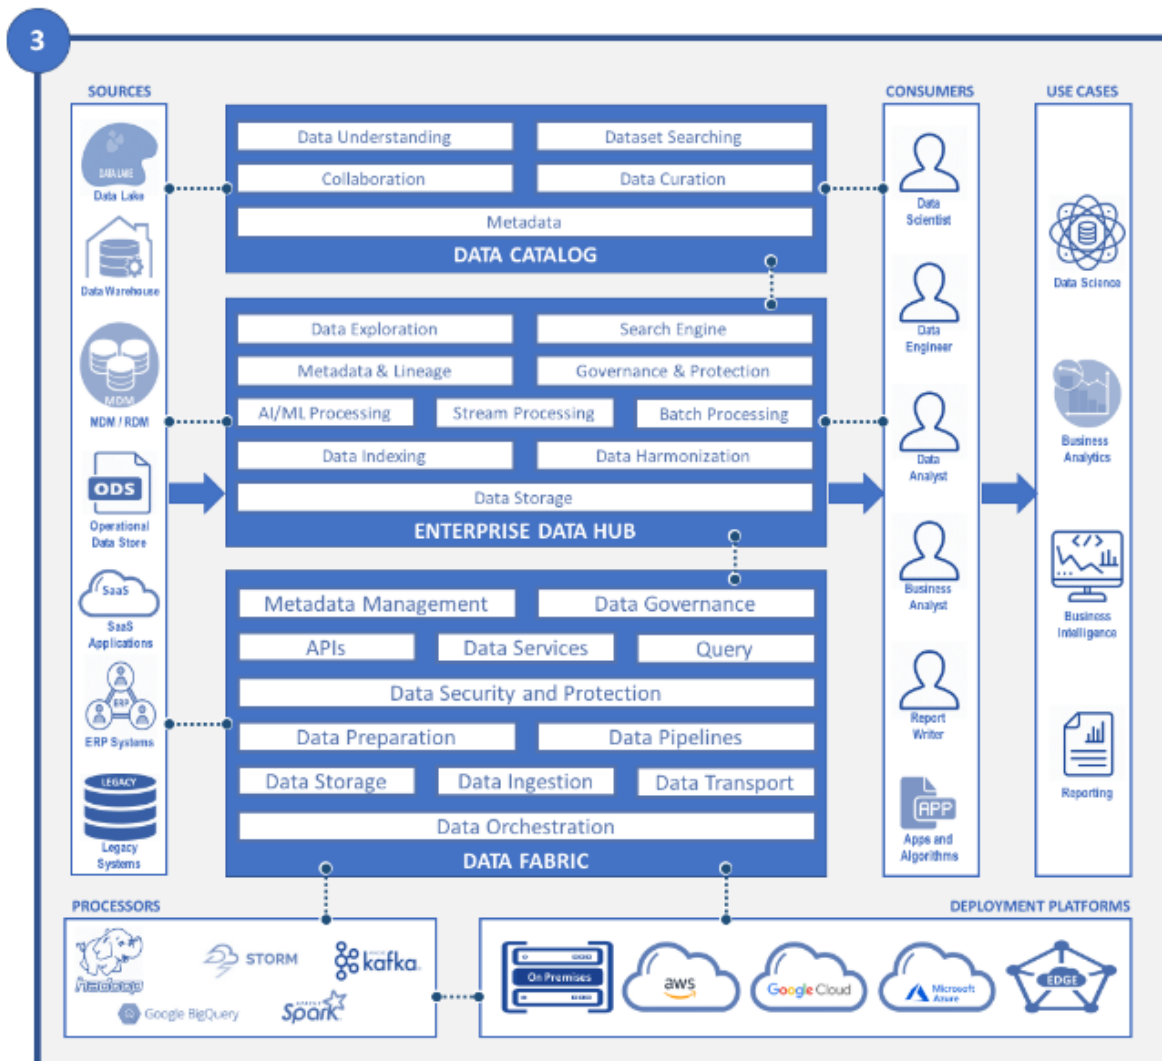 3
SOURCES
DATA LAKE
Data Lake
Data Warehouse
MDM
MDM / RDM
ODS
Operational
Data Store
SaaS
SaaS
Applications
ERP
ERP Systems
LEGACY
Legacy
Systems
Data Understanding
Dataset Searching
Collaboration
Data Curation
Metadata
DATA CATALOG
Data Exploration
Search Engine
Metadata & Lineage
Governance & Protection
AI/ML Processing
Stream Processing
Batch Processing
Data Indexing
Data Harmonization
Data Storage
ENTERPRISE DATA HUB
Metadata Management
Data Governance
APIs
Data Services
Query
Data Security and Protection
Data Preparation
Data Pipelines
Data Storage
Data Ingestion
Data Transport
Data Orchestration
DATA FABRIC
CONSUMERS
Data
Scientist
Data
Engineer
Data
Analyst
Business
Analyst
Report
Writer
APP
Apps and
Algorithms
USE CASES
Data Science
Business
Analytics
</>
Business
Intelligence
Reporting
PROCESSORS
hadoop
STORM
kafka
Google BigQuery
APACHE
Spark
DEPLOYMENT PLATFORMS
On Premises
aws
Google Cloud
Microsoft
Azure
EDGE